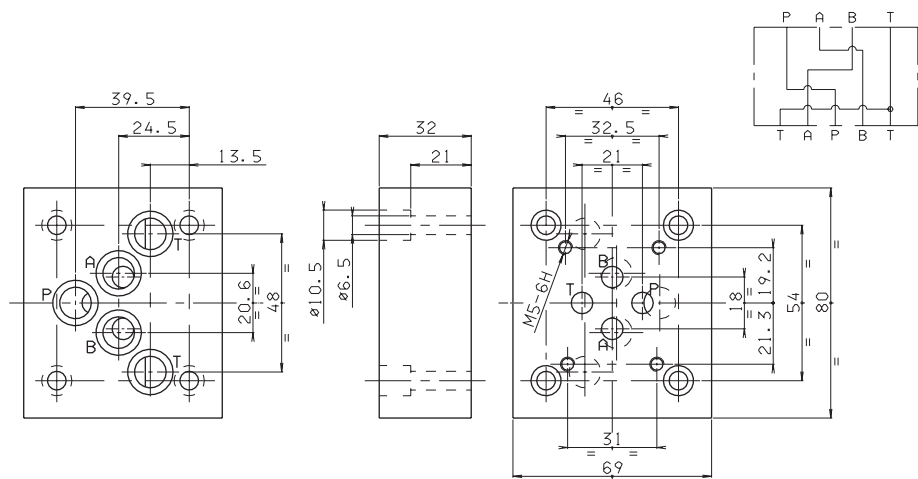 P A B T
T A P B T
39.5
24.5
13.5
A
T
P
B
T
20.6
=
=
48
=
=
32
21
ø10.5
ø6.5
46
= =
32.5
= =
21
= =
M5-6H
B
T
P
A
18
=
=
19.2
21.3
54
=
=
80
=
=
31
= =
69
= =